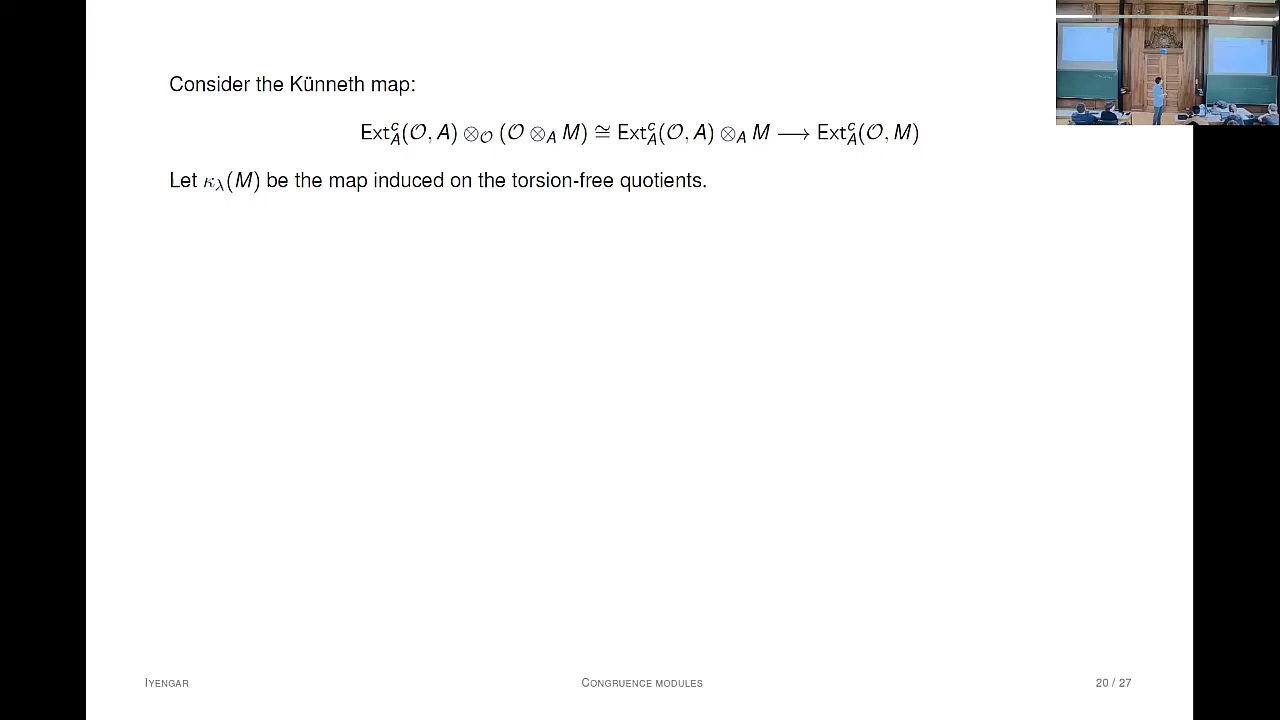 Consider the Künneth map:
Ext^c_A(𝒪, A) ⊗_𝒪 (𝒪 ⊗_A M) ≅ Ext^c_A(𝒪, A) ⊗_A M ⟶ Ext^c_A(𝒪, M)
Let κ_λ(M) be the map induced on the torsion-free quotients.
IYENGAR
CONGRUENCE MODULES
20 / 27